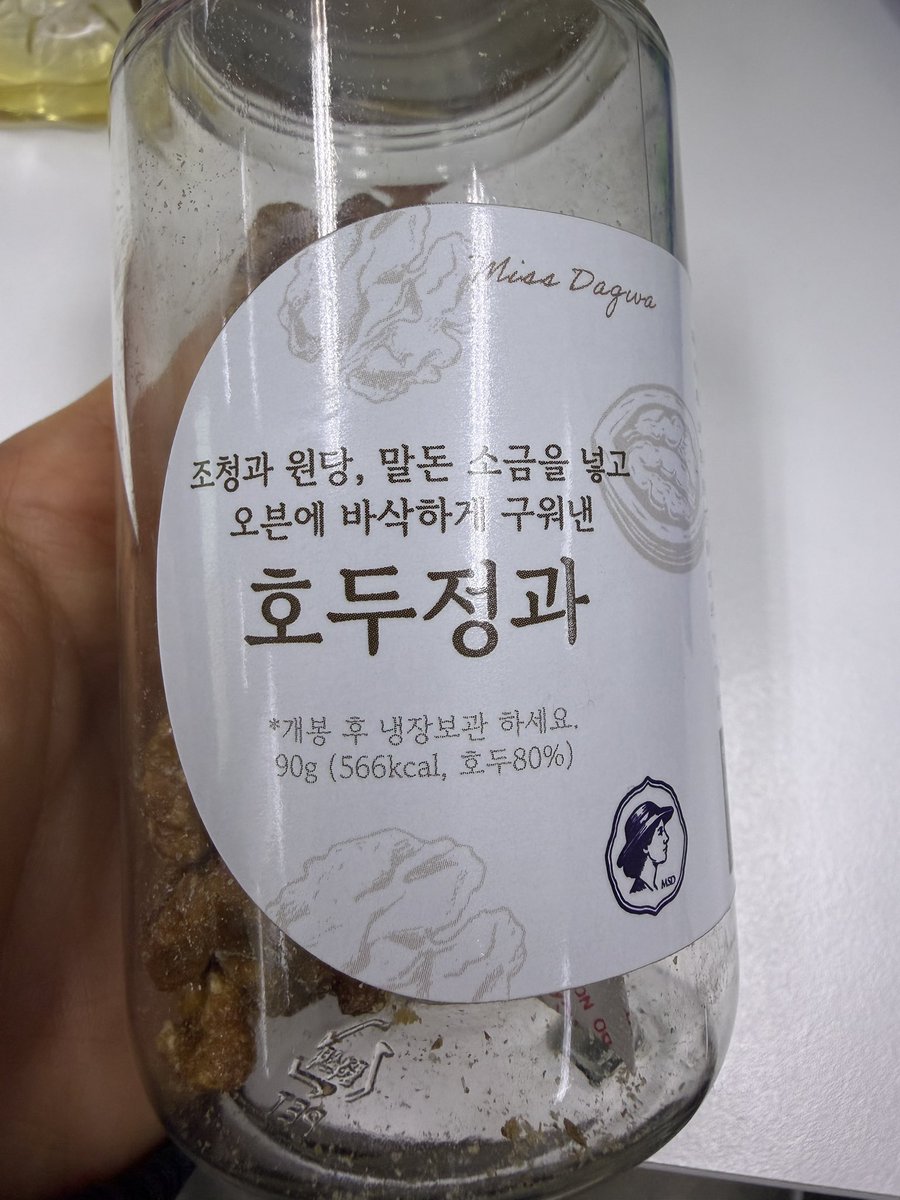 Miss Dagwa
조청과 원당, 말돈 소금을 넣고
오븐에 바삭하게 구워낸
호두정과
*개봉 후 냉장보관 하세요.
90g (566kcal, 호두80%)
MSD
PET